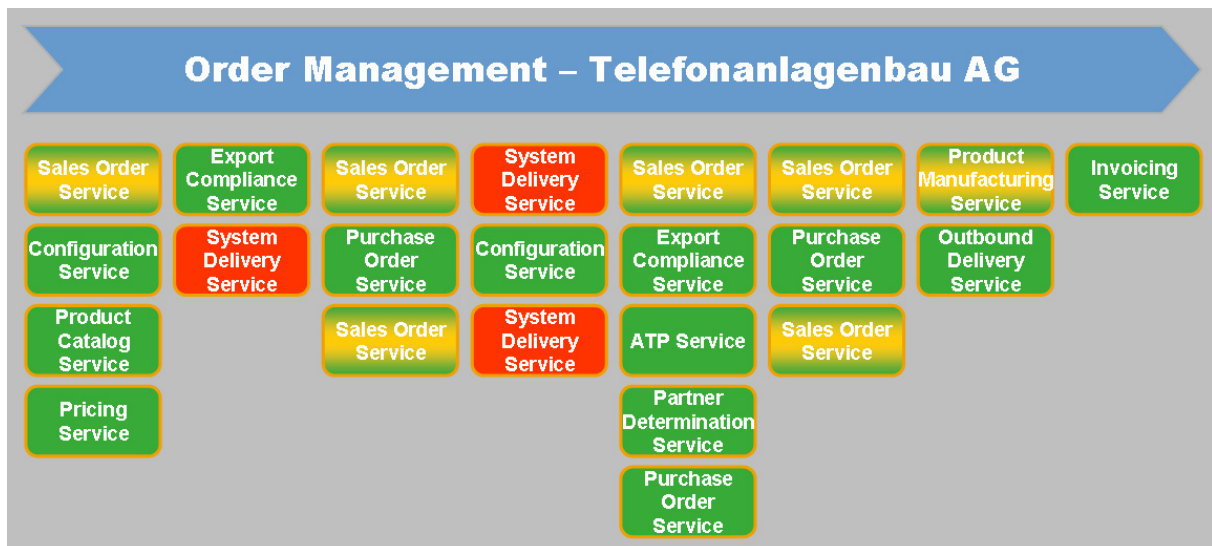 Order Management – Telefonanlagenbau AG
Sales Order
Service
Export
Compliance
Service
Sales Order
Service
System
Delivery
Service
Sales Order
Service
Sales Order
Service
Product
Manufacturing
Service
Invoicing
Service
Configuration
Service
System
Delivery
Service
Purchase
Order
Service
Configuration
Service
Export
Compliance
Service
Purchase
Order
Service
Outbound
Delivery
Service
Product
Catalog
Service
Sales Order
Service
System
Delivery
Service
ATP Service
Sales Order
Service
Pricing
Service
Partner
Determination
Service
Purchase
Order
Service